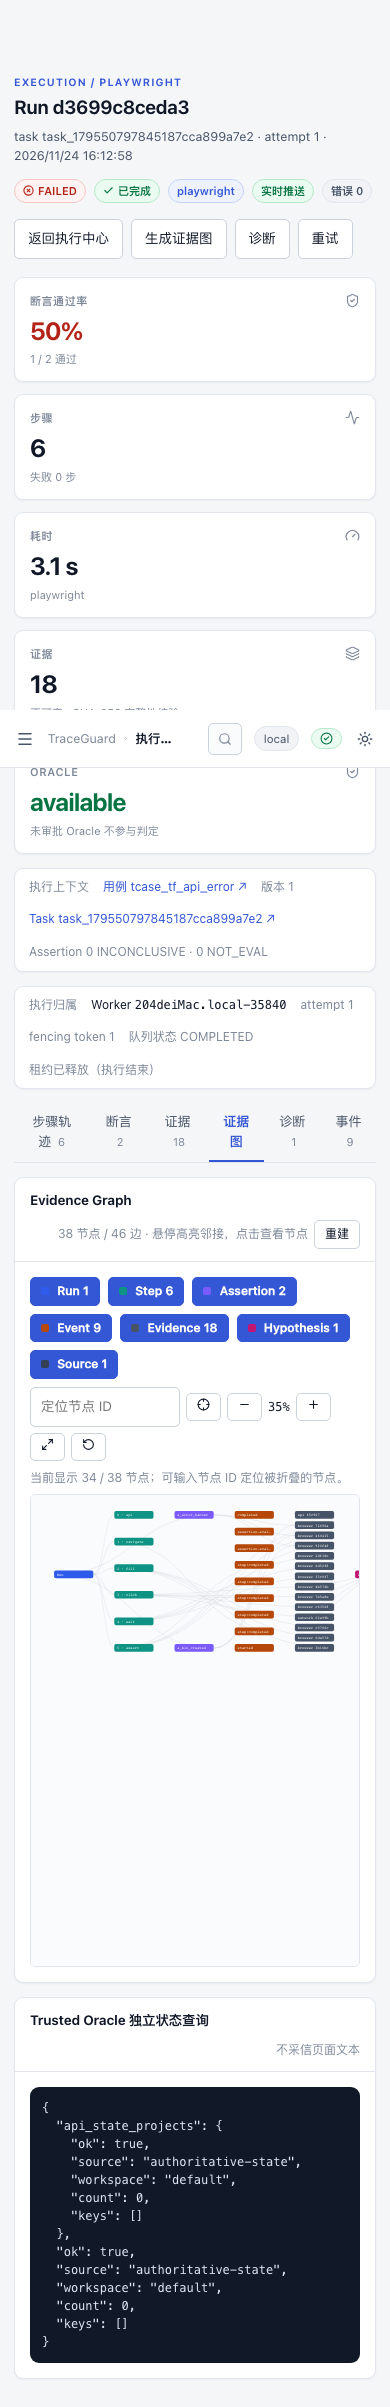 EXECUTION / PLAYWRIGHT
Run d3699c8ceda3
task task_179550797845187cca899a7e2 · attempt 1 ·
2026/11/24 16:12:58
FAILED 已完成 playwright 实时推送 错误 0
返回执行中心 生成证据图 诊断 重试
断言通过率
50%
1 / 2 通过
步骤
6
失败 0 步
耗时
3.1 s
playwright
证据
18
TraceGuard › 执行... local
ORACLE
available
未审批 Oracle 不参与判定
执行上下文 用例 tcase_tf_api_error ↗ 版本 1
Task task_179550797845187cca899a7e2 ↗
Assertion 0 INCONCLUSIVE · 0 NOT_EVAL
执行归属 Worker 204deiMac.local-35840 attempt 1
fencing token 1 队列状态 COMPLETED
租约已释放（执行结束）
步骤轨迹 6 断言 2 证据 18 证据图 诊断 1 事件 9
Evidence Graph
38 节点 / 46 边 · 悬停高亮邻接，点击查看节点 重建
Run 1 Step 6 Assertion 2
Event 9 Evidence 18 Hypothesis 1
Source 1
定位节点 ID − 35% +
当前显示 34 / 38 节点；可输入节点 ID 定位被折叠的节点。
Trusted Oracle 独立状态查询
不采信页面文本
{
"api_state_projects": {
"ok": true,
"source": "authoritative-state",
"workspace": "default",
"count": 0,
"keys": []
},
"ok": true,
"source": "authoritative-state",
"workspace": "default",
"count": 0,
"keys": []
}